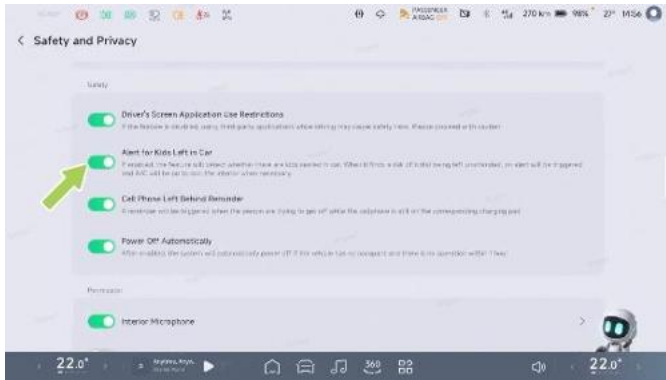 PASSENGER
AIRBAG OFF
270 km
98%
27° 14:56
Safety and Privacy
Safety
Driver's Screen Application Use Restrictions
If the feature is disabled, using third party applications while driving may cause safety risks. Please proceed with caution
Alert for Kids Left in Car
If enabled, the feature will detect whether there are kids seated in car. When it finds a risk of kid(s) being left unattended, an alert will be triggered
and A/C will be on to cool the interior when necessary
Cell Phone Left Behind Reminder
A reminder will be triggered when the person are trying to get off while the cellphone is still on the corresponding charging pad
Power Off Automatically
After enabled, the system will automatically power off if the vehicle has no occupant and there is no operation within 1 hour
Permission
Interior Microphone
22.0°
360
22.0°